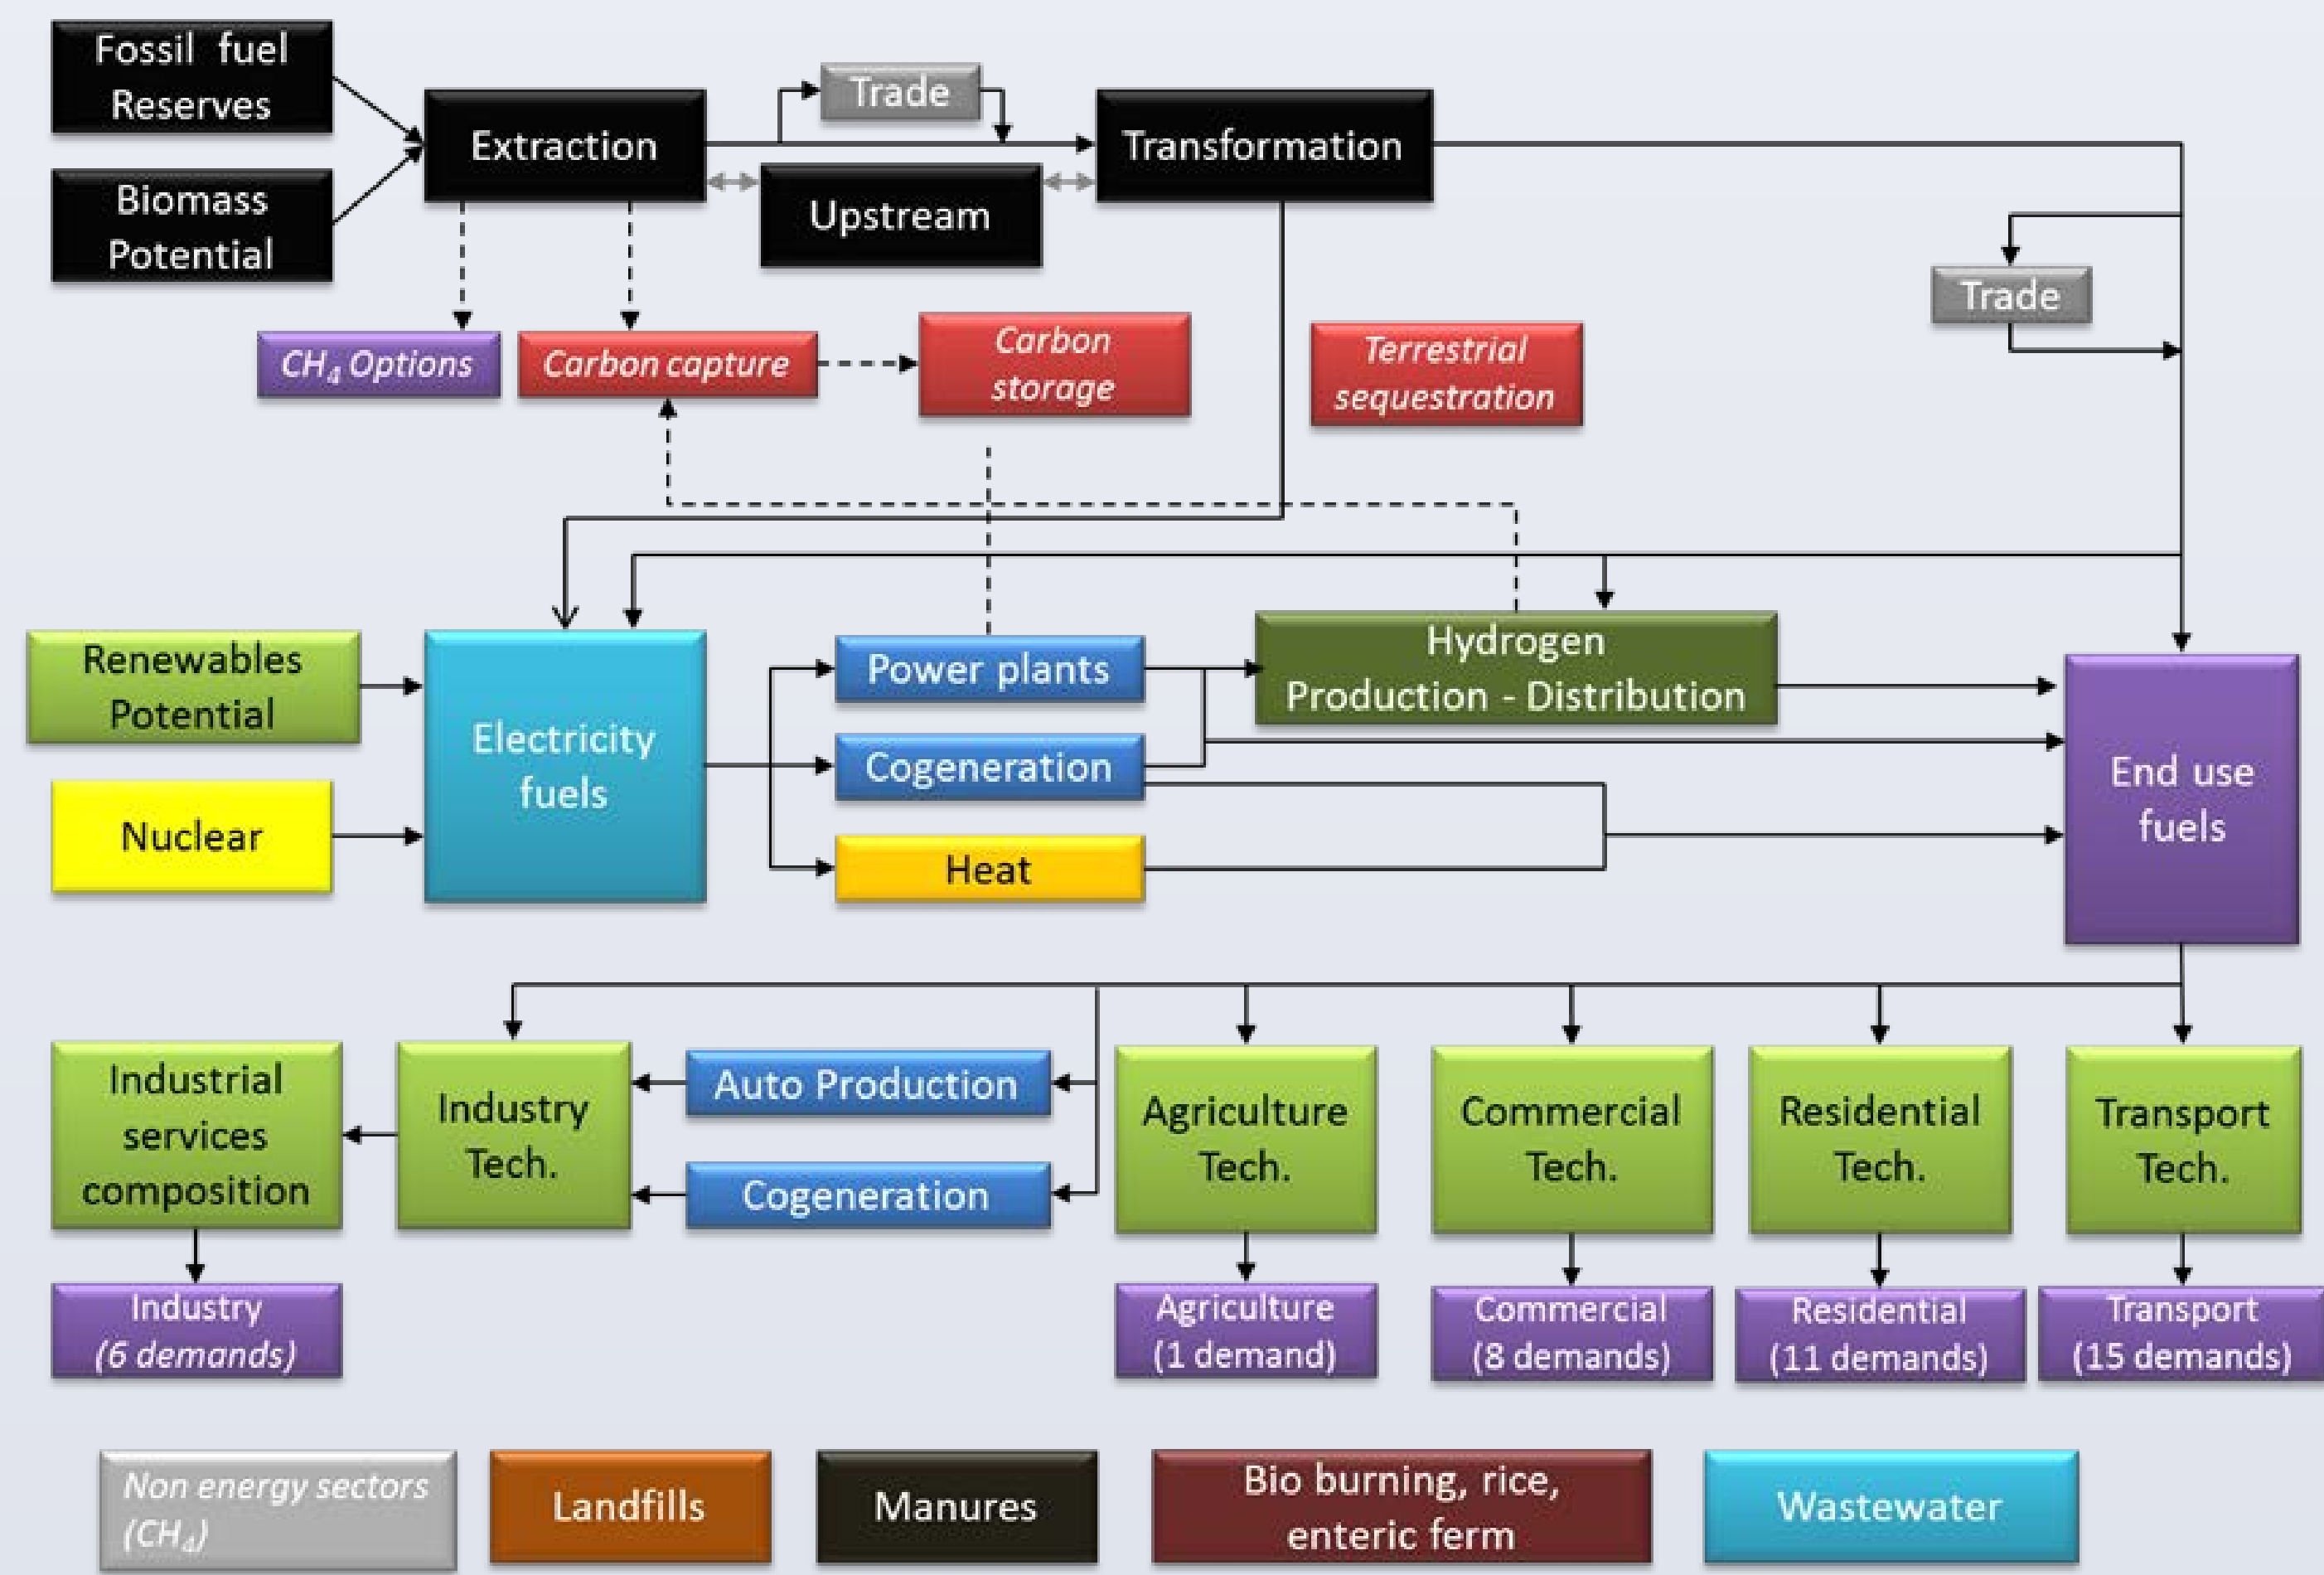 Fossil fuel
Reserves
Trade
Extraction
Transformation
Biomass
Potential
Upstream
Trade
CH₄ Options
Carbon capture
Carbon
storage
Terrestrial
sequestration
Renewables
Potential
Electricity
fuels
Power plants
Hydrogen
Production - Distribution
Cogeneration
End use
fuels
Nuclear
Heat
Industrial
services
composition
Industry
Tech.
Auto Production
Cogeneration
Agriculture
Tech.
Commercial
Tech.
Residential
Tech.
Transport
Tech.
Industry
(6 demands)
Agriculture
(1 demand)
Commercial
(8 demands)
Residential
(11 demands)
Transport
(15 demands)
Non energy sectors
(CH₄)
Landfills
Manures
Bio burning, rice,
enteric ferm
Wastewater